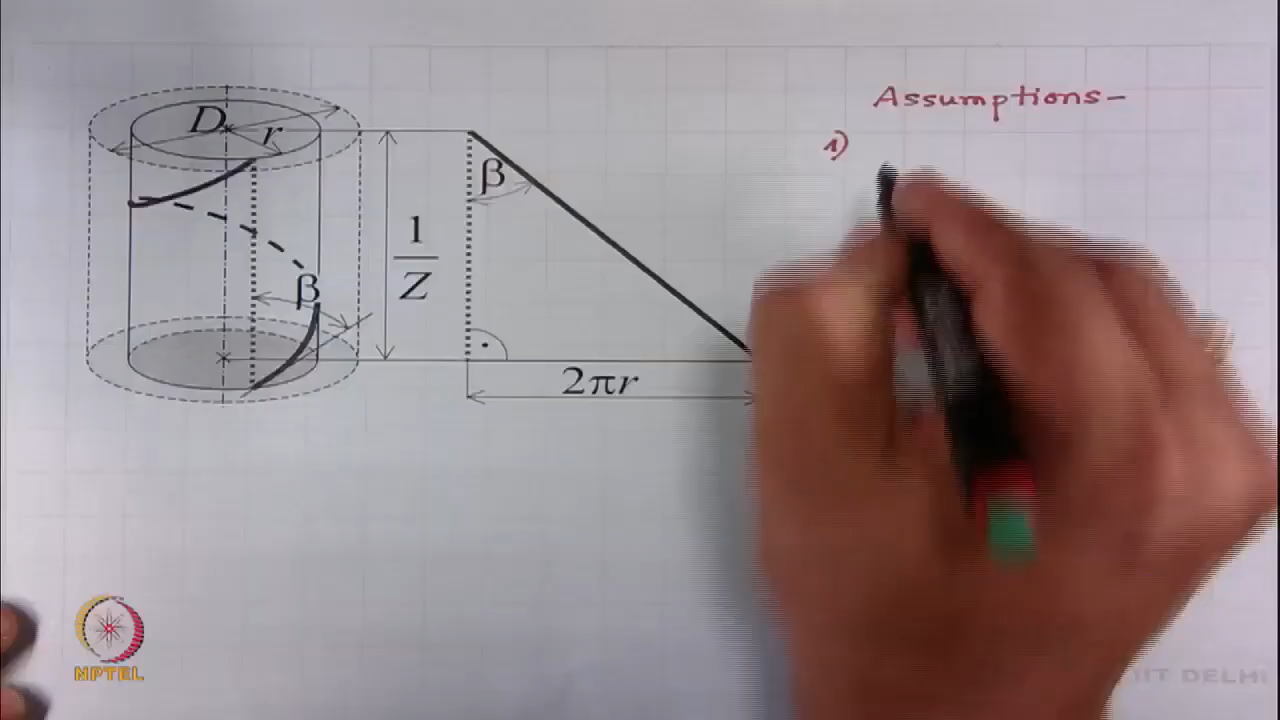 Assumptions-
1)
D
r
β
1
Z
β
2πr
NPTEL
IIT DELHI